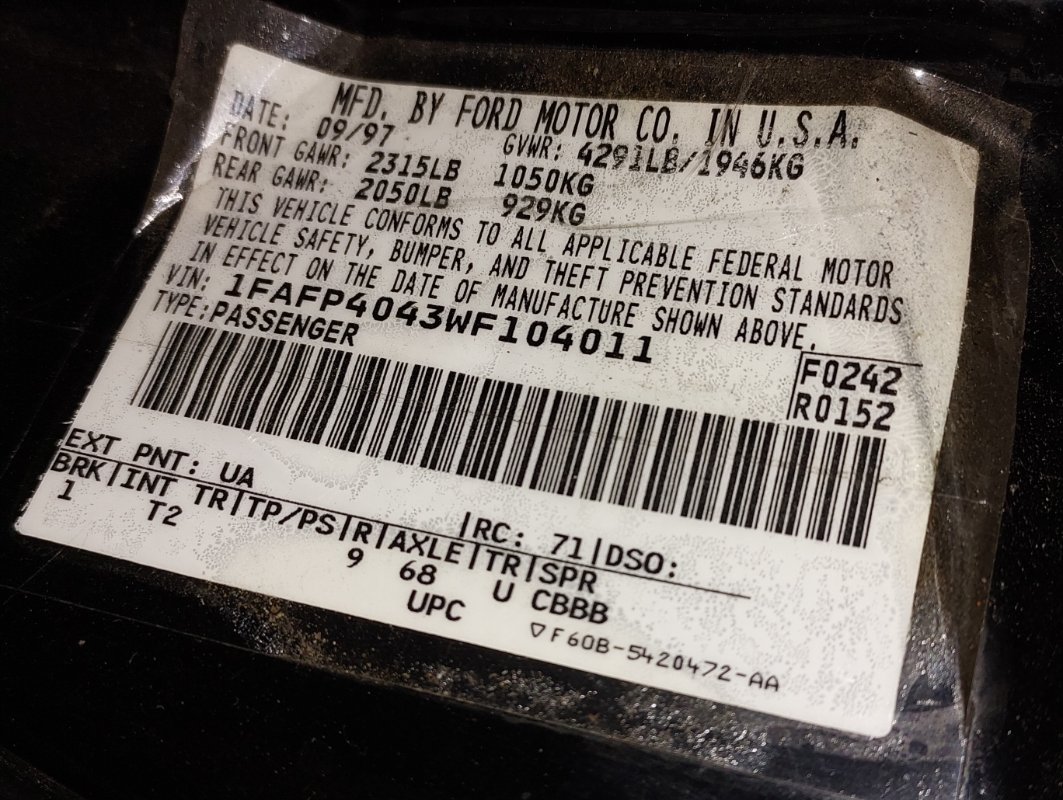 MFD. BY FORD MOTOR CO. IN U.S.A.
DATE: 09/97 GVWR: 4291LB/1946KG
FRONT GAWR: 2315LB 1050KG
REAR GAWR: 2050LB 929KG
THIS VEHICLE CONFORMS TO ALL APPLICABLE FEDERAL MOTOR
VEHICLE SAFETY, BUMPER, AND THEFT PREVENTION STANDARDS
IN EFFECT ON THE DATE OF MANUFACTURE SHOWN ABOVE.
VIN: 1FAFP4043WF104011
TYPE: PASSENGER
F0242
R0152
EXT PNT: UA |RC: 71|DSO:
BRK|INT TR|TP/PS|R|AXLE|TR|SPR
1 T2 9 68 U CBBB
UPC
▽F60B-5420472-AA